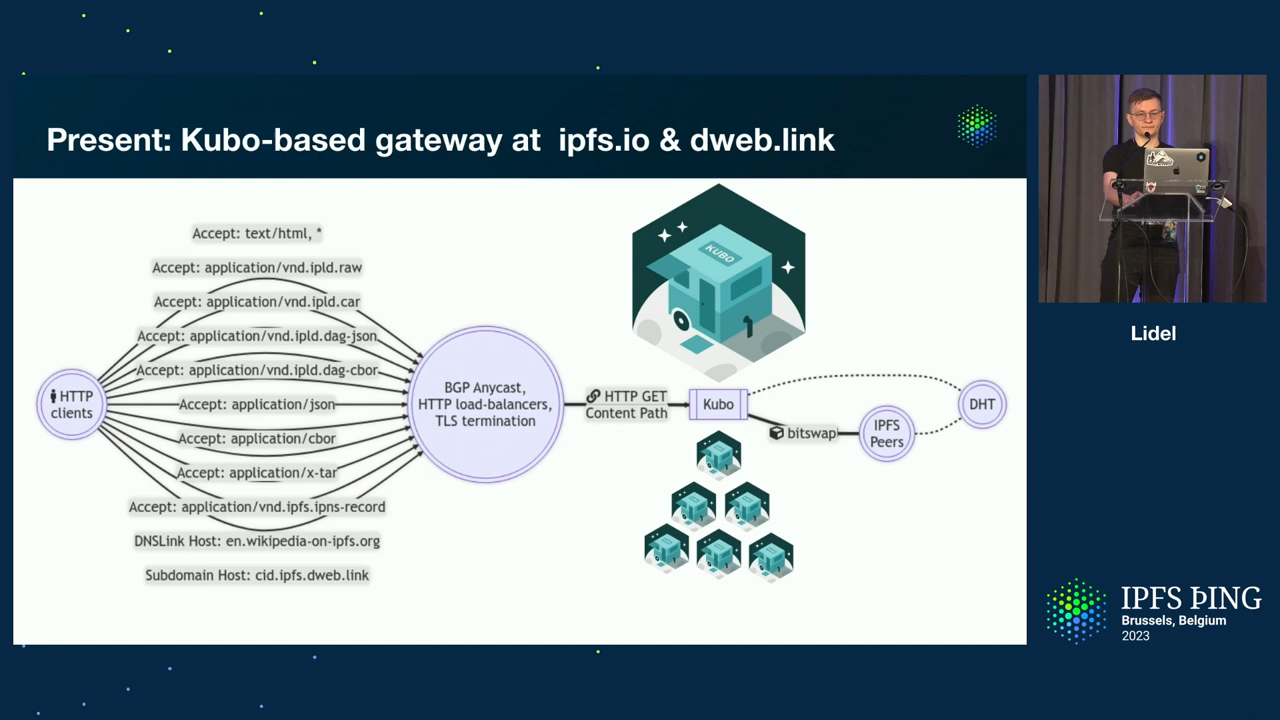 Present: Kubo-based gateway at ipfs.io & dweb.link
Accept: text/html, *
Accept: application/vnd.ipld.raw
Accept: application/vnd.ipld.car
Accept: application/vnd.ipld.dag-json
Accept: application/vnd.ipld.dag-cbor
Accept: application/json
Accept: application/cbor
Accept: application/x-tar
Accept: application/vnd.ipfs.ipns-record
DNSLink Host: en.wikipedia-on-ipfs.org
Subdomain Host: cid.ipfs.dweb.link
HTTP
clients
BGP Anycast,
HTTP load-balancers,
TLS termination
HTTP GET
Content Path
KUBO
Kubo
bitswap
IPFS
Peers
DHT
Lidel
IPFS ÞING
Brussels, Belgium
2023